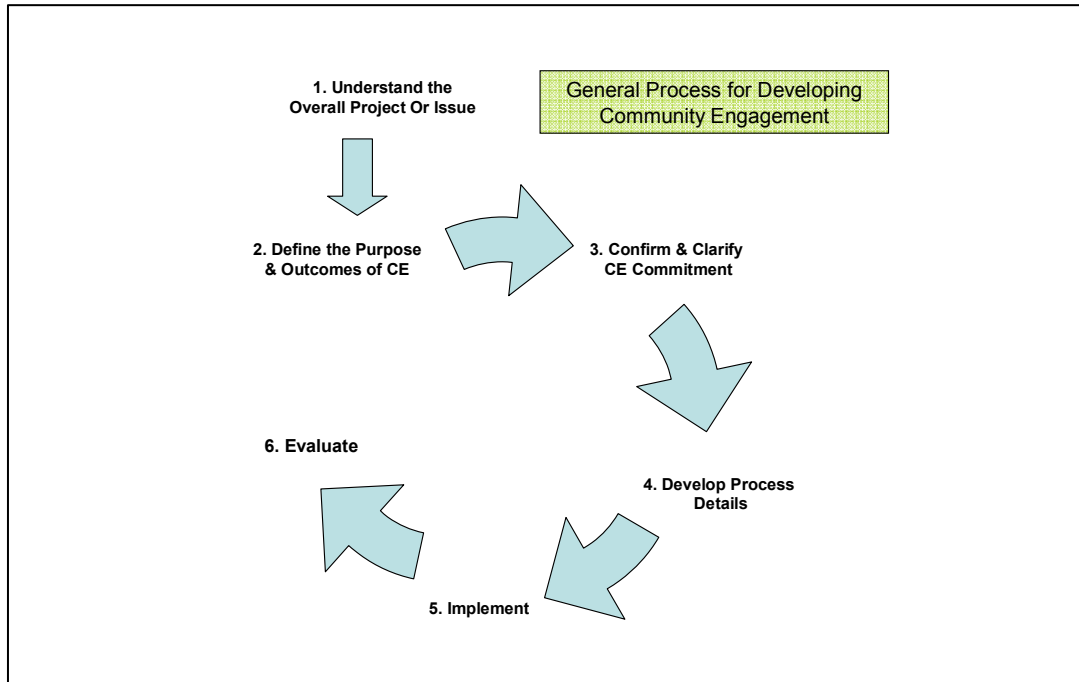 1. Understand the
Overall Project Or Issue
General Process for Developing
Community Engagement
2. Define the Purpose
& Outcomes of CE
3. Confirm & Clarify
CE Commitment
6. Evaluate
4. Develop Process
Details
5. Implement